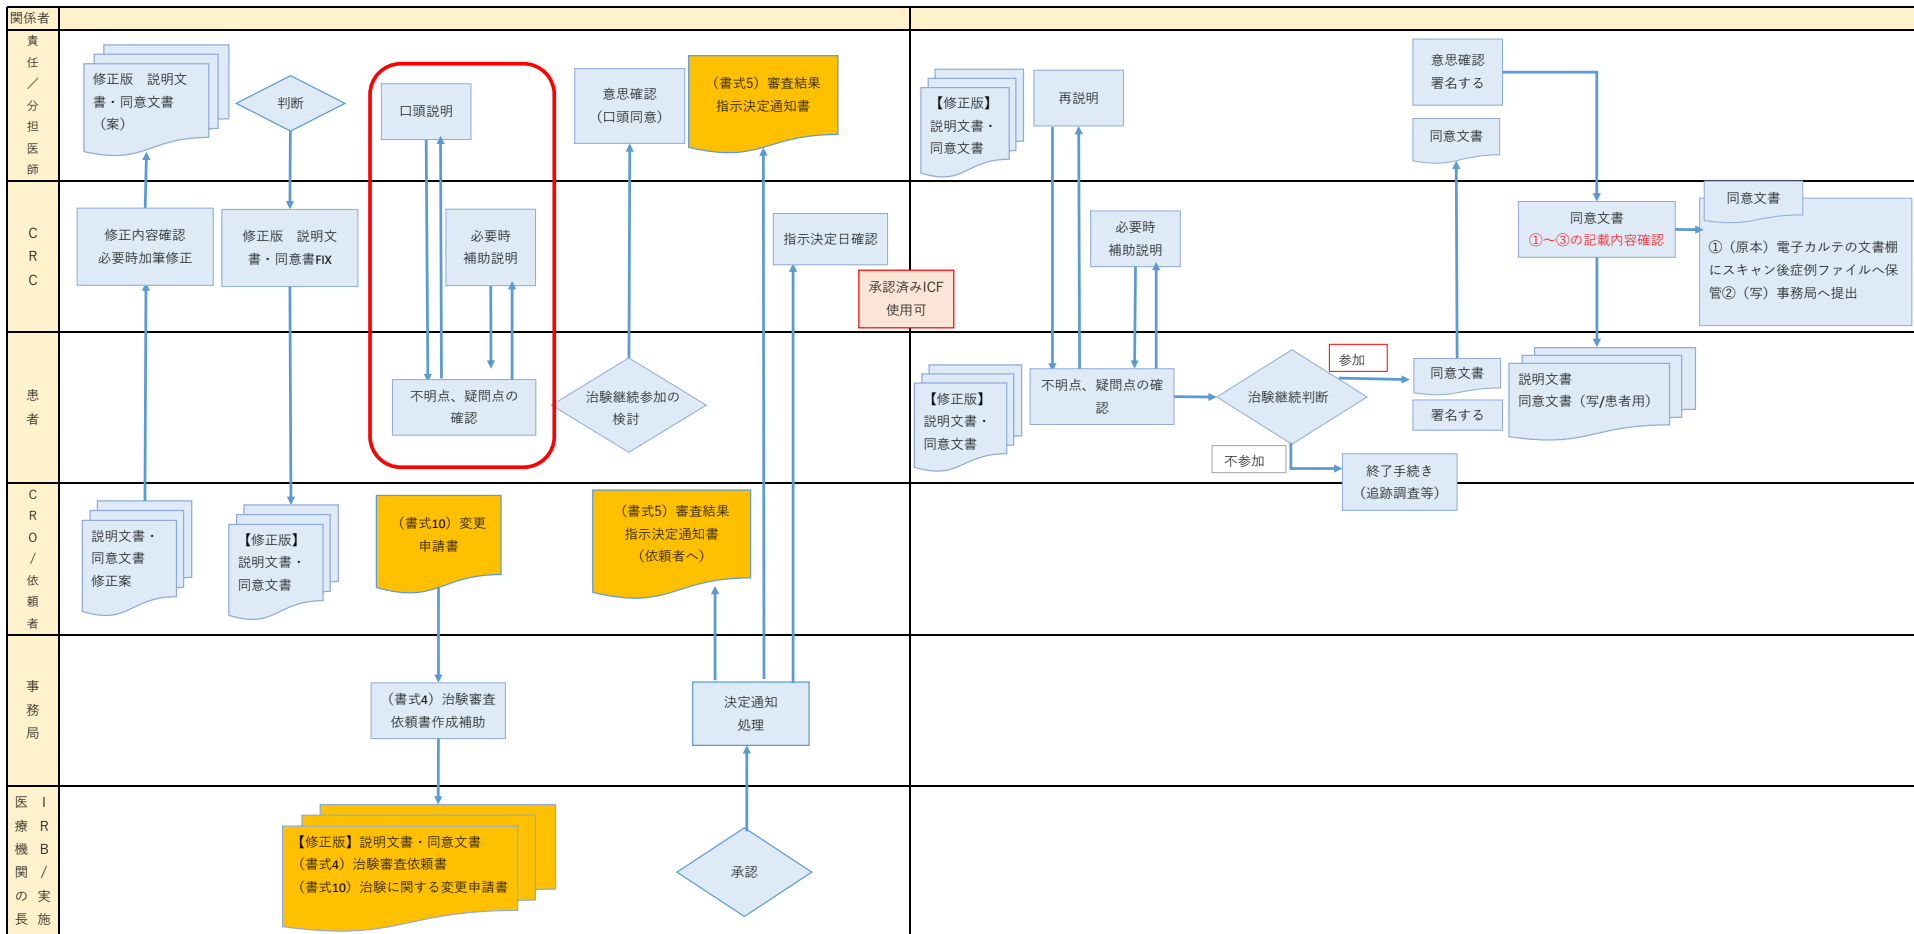 関係者
責任／分担医師
修正版　説明文
書・同意文書
（案）
判断
口頭説明
意思確認
（口頭同意）
（書式5）審査結果
指示決定通知書
【修正版】
説明文書・
同意文書
再説明
意思確認
署名する
同意文書
CRC
修正内容確認
必要時加筆修正
修正版　説明文
書・同意書FIX
必要時
補助説明
指示決定日確認
承認済みICF
使用可
必要時
補助説明
同意文書
①～③の記載内容確認
同意文書
①（原本）電子カルテの文書棚
にスキャン後症例ファイルへ保
管②（写）事務局へ提出
患者
不明点、疑問点の
確認
治験継続参加の
検討
【修正版】
説明文書・
同意文書
不明点、疑問点の確
認
治験継続判断
参加
不参加
同意文書
署名する
説明文書
同意文書（写/患者用）
終了手続き
（追跡調査等）
CRO/依頼者
説明文書・
同意文書
修正案
【修正版】
説明文書・
同意文書
（書式10）変更
申請書
（書式5）審査結果
指示決定通知書
（依頼者へ）
事務局
（書式4）治験審査
依頼書作成補助
決定通知
処理
IRB/実施
医療機関の長
【修正版】説明文書・同意文書
（書式4）治験審査依頼書
（書式10）治験に関する変更申請書
承認